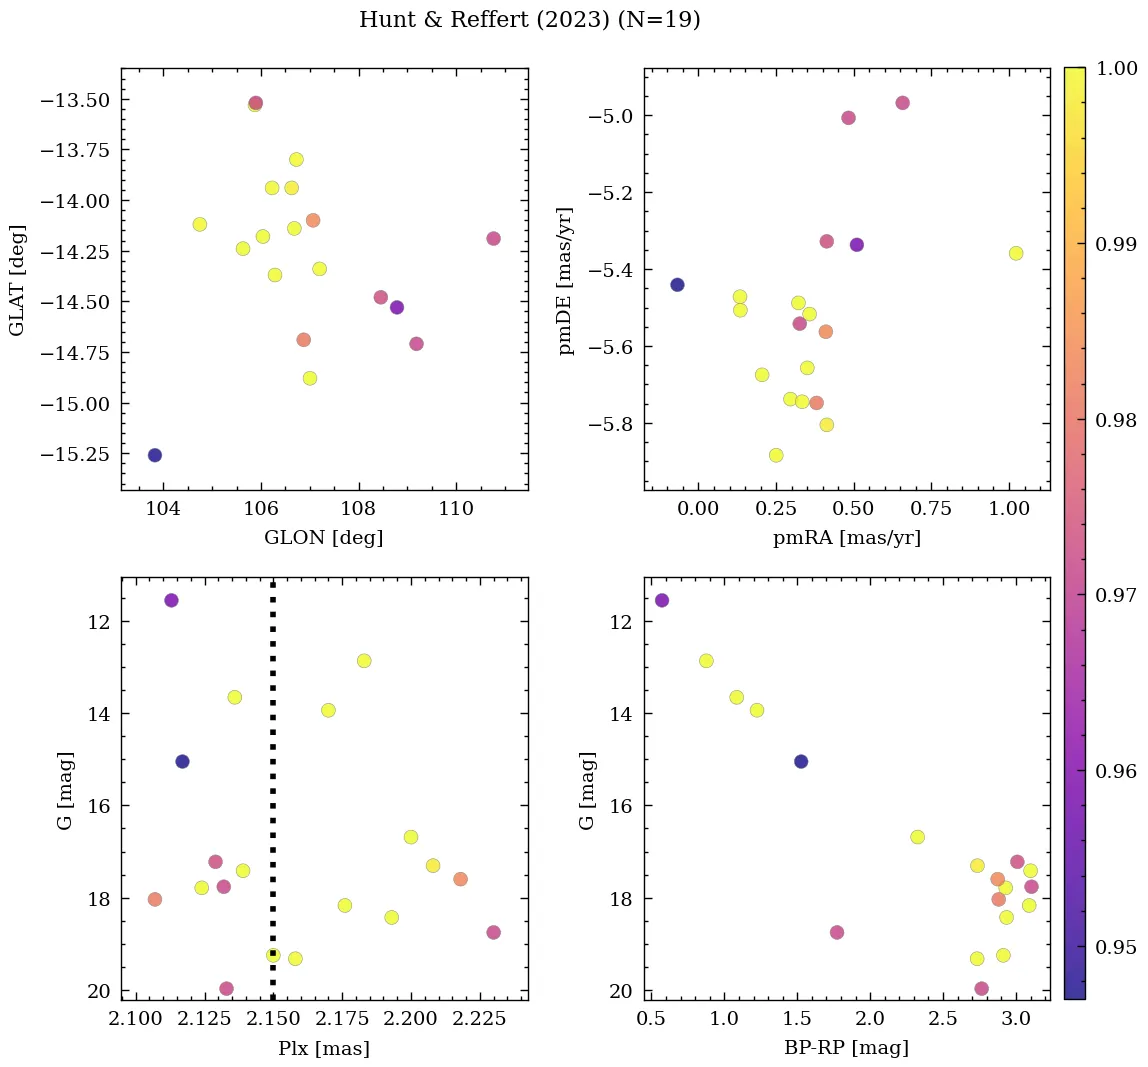 Hunt & Reffert (2023) (N=19)
−13.50
−13.75
−14.00
−14.25
−14.50
−14.75
−15.00
−15.25
GLAT [deg]
104 106 108 110
GLON [deg]
−5.0
−5.2
−5.4
−5.6
−5.8
pmDE [mas/yr]
0.00 0.25 0.50 0.75 1.00
pmRA [mas/yr]
12
14
16
18
20
G [mag]
2.100 2.125 2.150 2.175 2.200 2.225
Plx [mas]
12
14
16
18
20
G [mag]
0.5 1.0 1.5 2.0 2.5 3.0
BP-RP [mag]
1.00
0.99
0.98
0.97
0.96
0.95